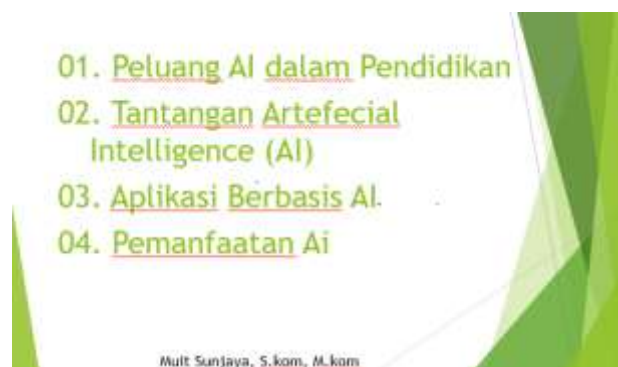 01. Peluang AI dalam Pendidikan
02. Tantangan Artefecial
Intelligence (AI)
03. Aplikasi Berbasis AI.
04. Pemanfaatan Ai
Mult Sunjaya, S.kom, M.kom